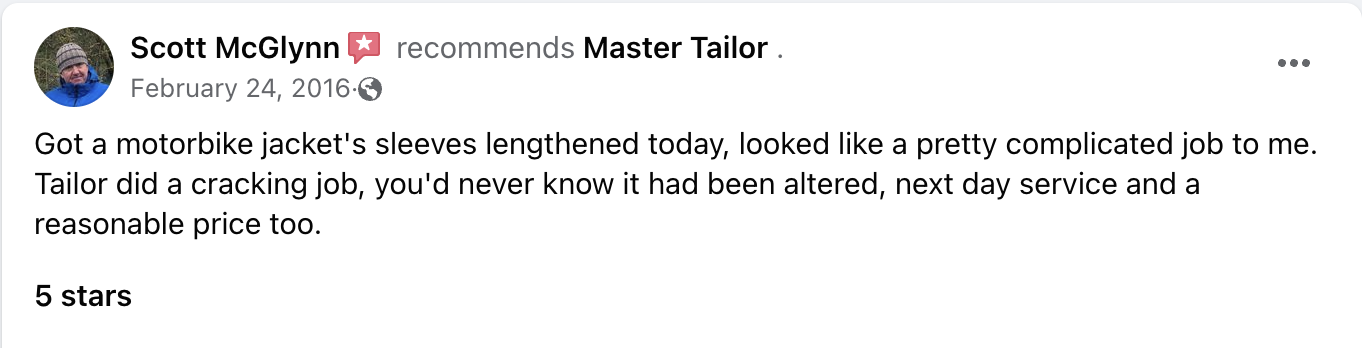 Scott McGlynn recommends Master Tailor .
February 24, 2016·
Got a motorbike jacket's sleeves lengthened today, looked like a pretty complicated job to me.
Tailor did a cracking job, you'd never know it had been altered, next day service and a
reasonable price too.
5 stars